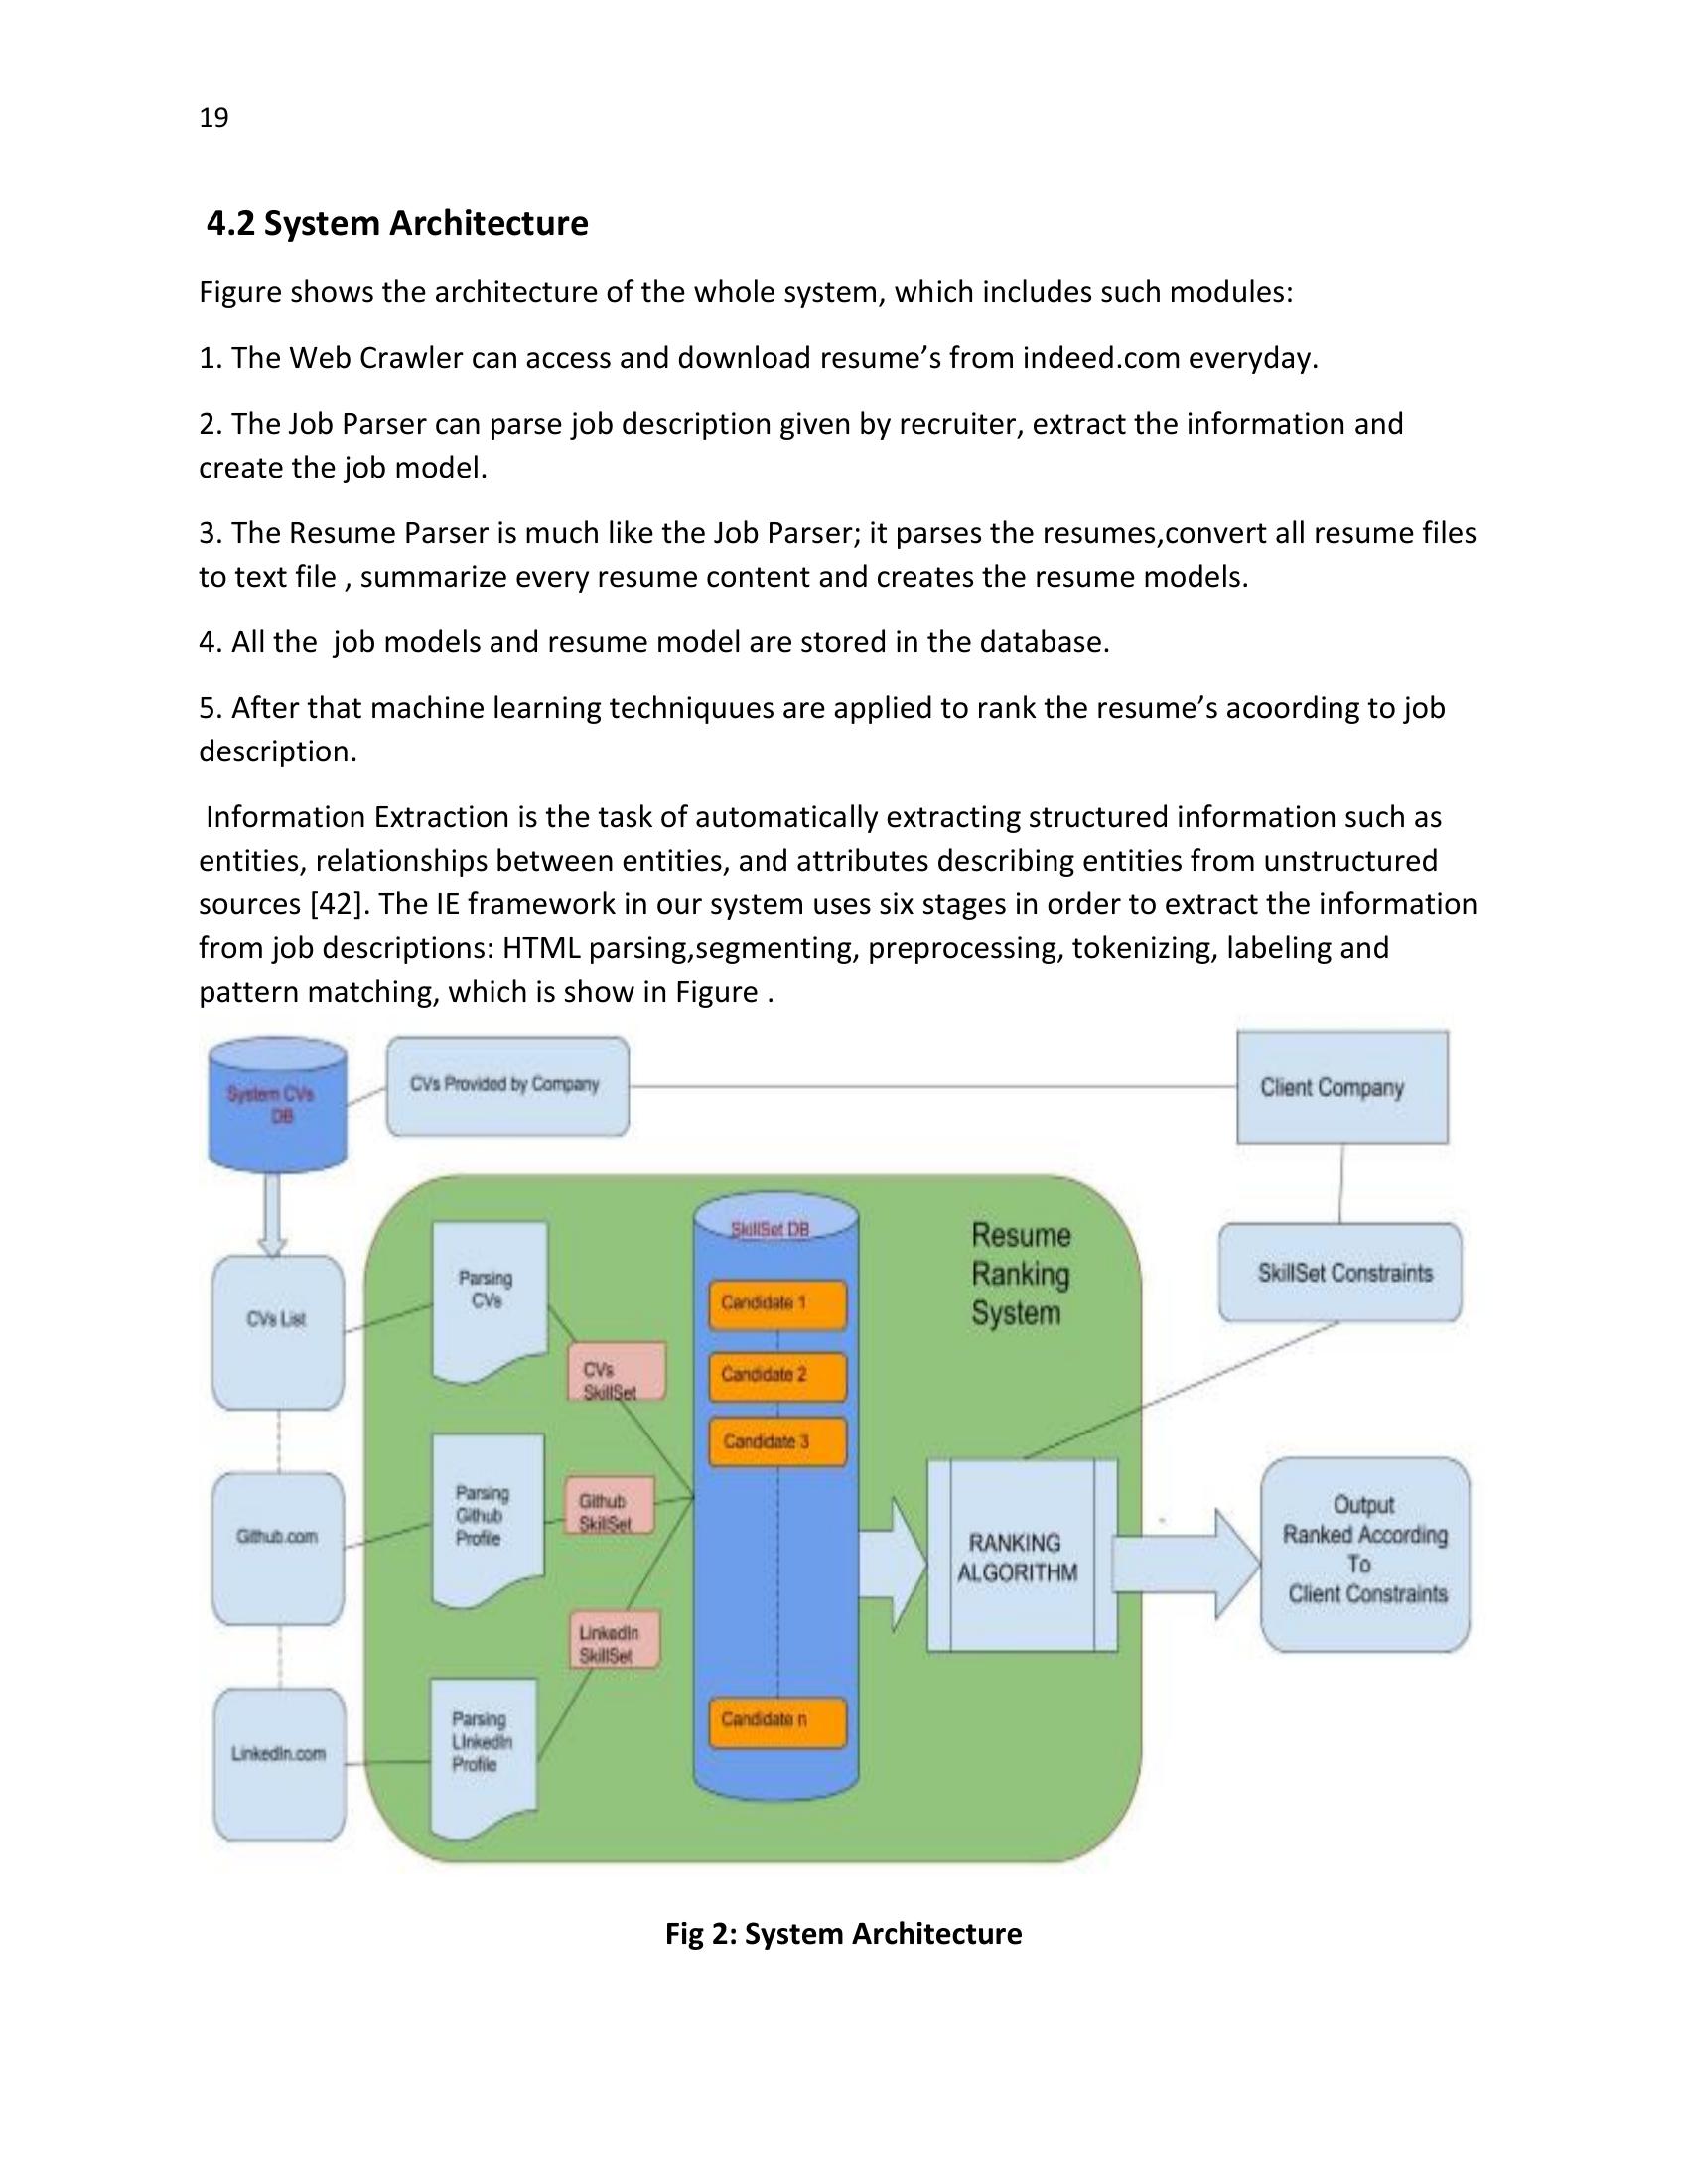 19
4.2 System Architecture
Figure shows the architecture of the whole system, which includes such modules:
1. The Web Crawler can access and download resume’s from indeed.com everyday.
2. The Job Parser can parse job description given by recruiter, extract the information and
create the job model.
3. The Resume Parser is much like the Job Parser; it parses the resumes,convert all resume files
to text file , summarize every resume content and creates the resume models.
4. All the  job models and resume model are stored in the database.
5. After that machine learning techniquues are applied to rank the resume’s acoording to job
description.
Information Extraction is the task of automatically extracting structured information such as
entities, relationships between entities, and attributes describing entities from unstructured
sources [42]. The IE framework in our system uses six stages in order to extract the information
from job descriptions: HTML parsing,segmenting, preprocessing, tokenizing, labeling and
pattern matching, which is show in Figure .
System CVs
DB
CVs Provided by Company
Client Company
SkillSet Constraints
CVs List
Github.com
LinkedIn.com
Parsing
CVs
CVs
SkillSet
Parsing
Github
Profile
Github
SkillSet
LinkedIn
SkillSet
Parsing
LInkedIn
Profile
SkillSet DB
Candidate 1
Candidate 2
Candidate 3
Candidate n
Resume
Ranking
System
RANKING
ALGORITHM
Output
Ranked According
To
Client Constraints
Fig 2: System Architecture